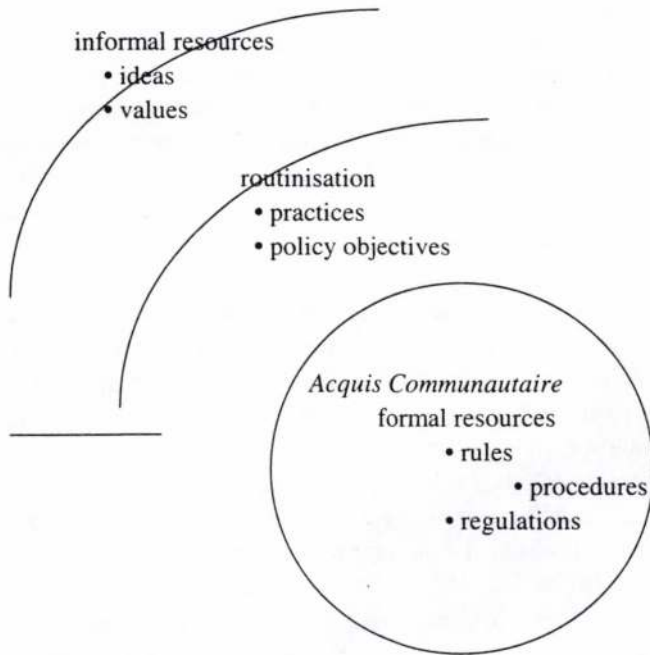 informal resources
• ideas
• values
routinisation
• practices
• policy objectives
Acquis Communautaire
formal resources
• rules
• procedures
• regulations